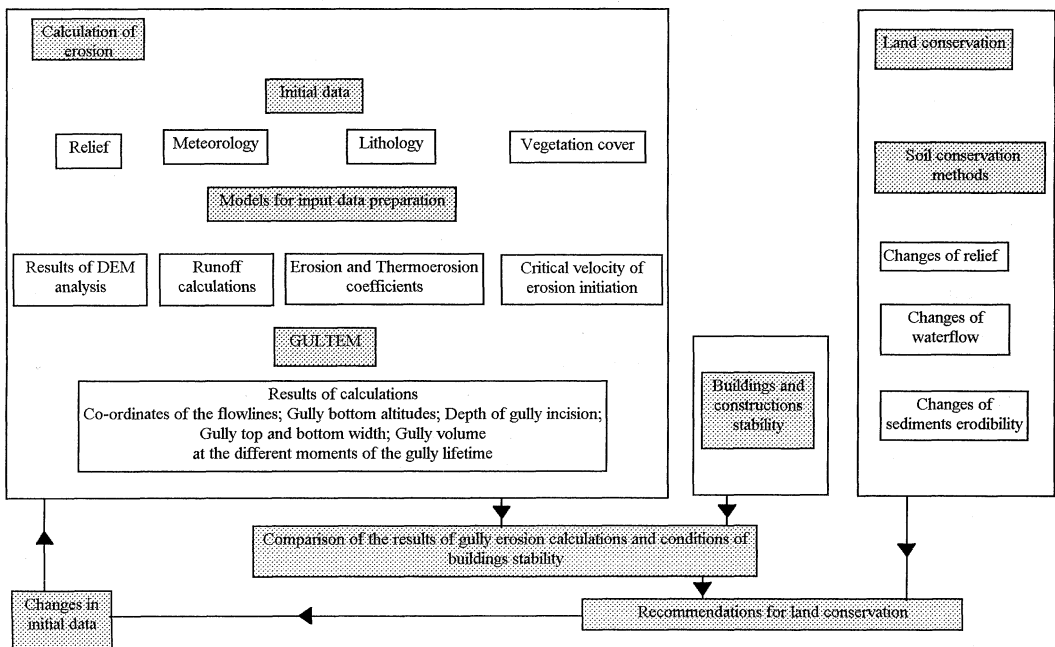 Calculation of
erosion
Initial data
Relief
Meteorology
Lithology
Vegetation cover
Models for input data preparation
Results of DEM
analysis
Runoff
calculations
Erosion and Thermoerosion
coefficients
Critical velocity of
erosion initiation
GULTEM
Results of calculations
Co-ordinates of the flowlines; Gully bottom altitudes; Depth of gully incision;
Gully top and bottom width; Gully volume
at the different moments of the gully lifetime
Buildings and
constructions
stability
Land conservation
Soil conservation
methods
Changes of relief
Changes of
waterflow
Changes of
sediments erodibility
Comparison of the results of gully erosion calculations and conditions of
buildings stability
Recommendations for land conservation
Changes in
initial data